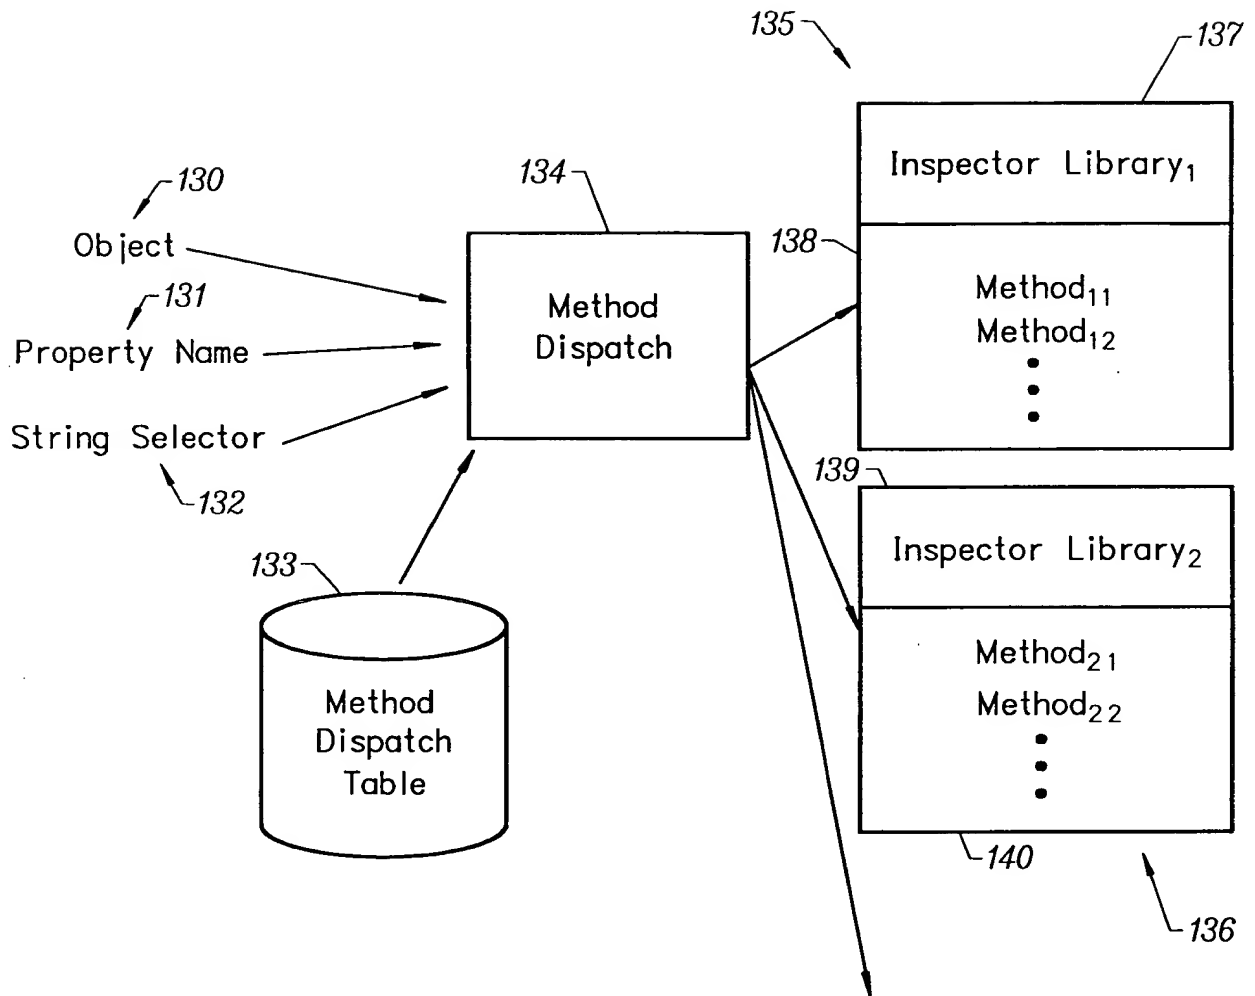 135
137
Inspector Library₁
130
134
Object
138
131
Method
Dispatch
Method₁₁
Method₁₂
Property Name
String Selector
139
132
Inspector Library₂
133
Method₂₁
Method
Dispatch
Table
Method₂₂
140
136